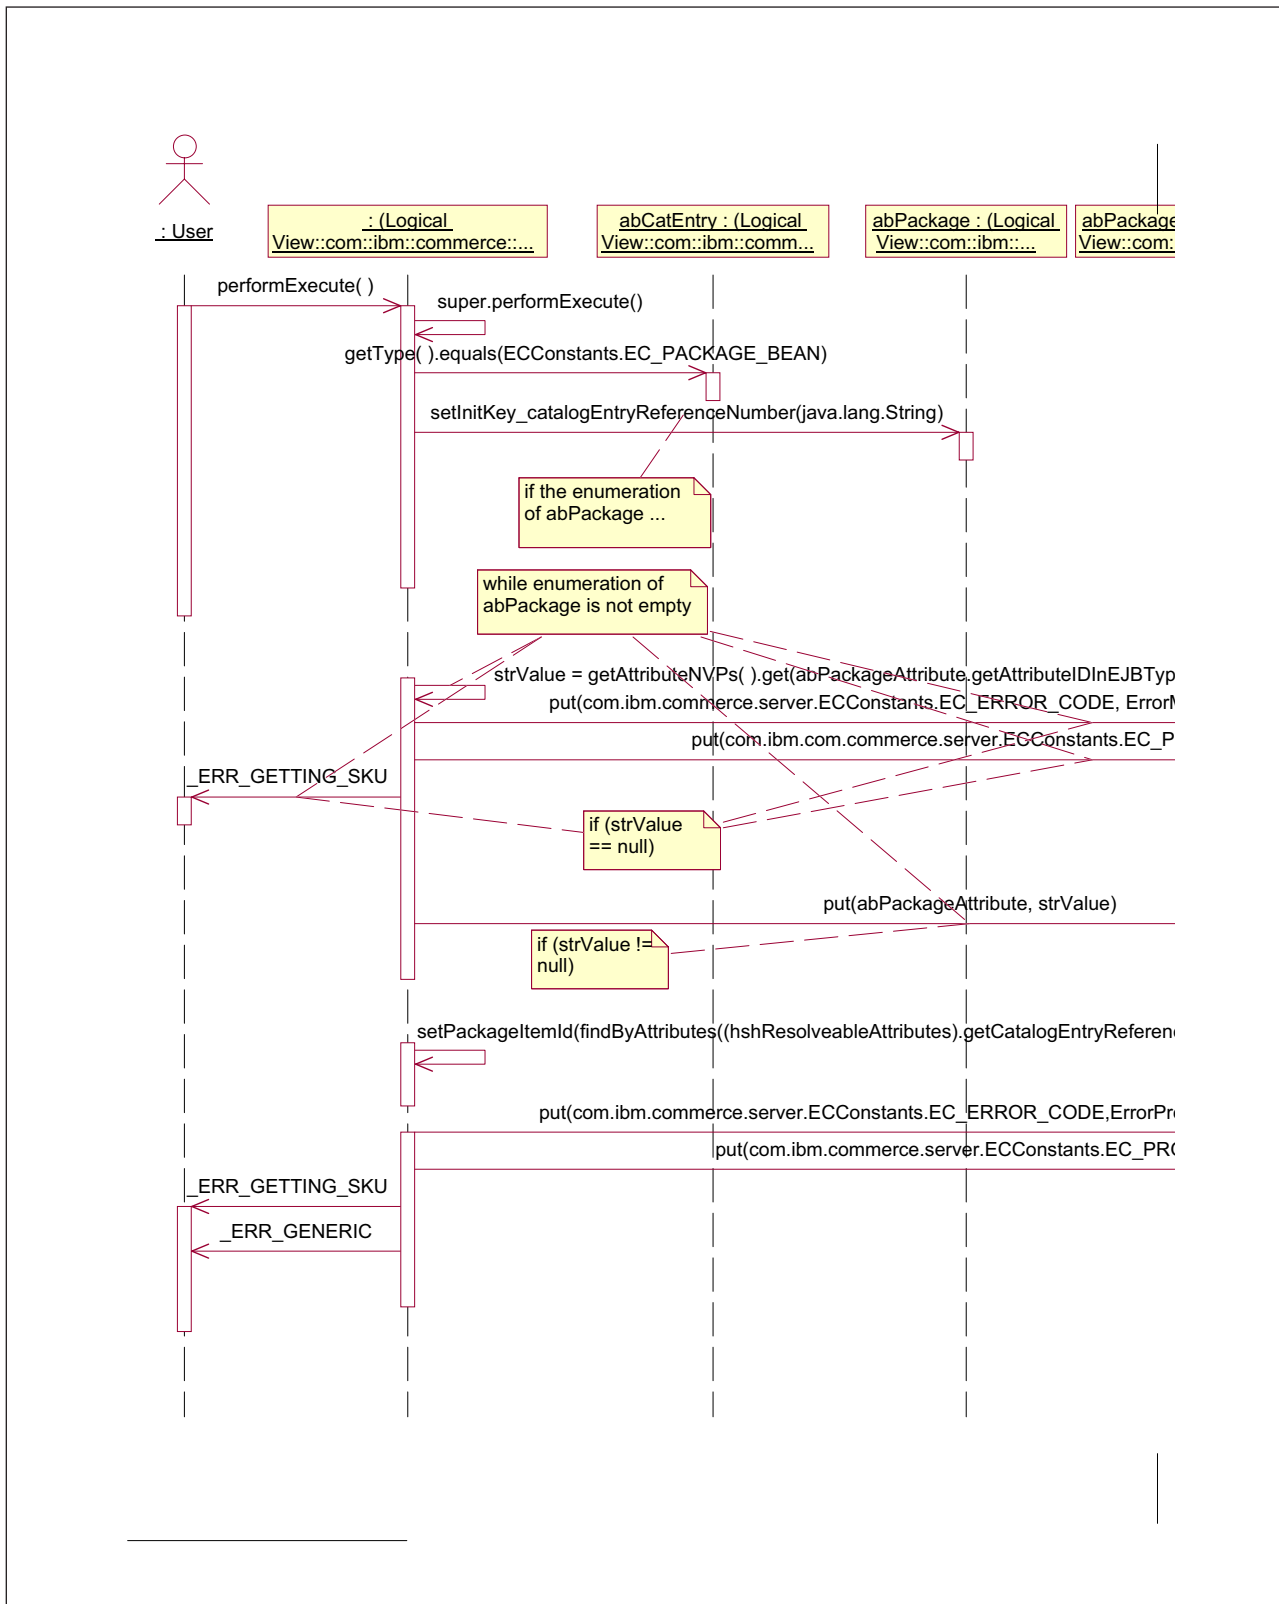 : User
: (Logical
View::com::ibm::commerce::...
abCatEntry : (Logical
View::com::ibm::comm...
abPackage : (Logical
View::com::ibm::...
abPackage
View::com:
performExecute( )
super.performExecute()
getType( ).equals(ECConstants.EC_PACKAGE_BEAN)
setInitKey_catalogEntryReferenceNumber(java.lang.String)
if the enumeration
of abPackage ...
while enumeration of
abPackage is not empty
strValue = getAttributeNVPs( ).get(abPackageAttribute.getAttributeIDInEJBTyp
put(com.ibm.commerce.server.ECConstants.EC_ERROR_CODE, ErrorM
put(com.ibm.com.commerce.server.ECConstants.EC_P
_ERR_GETTING_SKU
if (strValue
== null)
put(abPackageAttribute, strValue)
if (strValue !=
null)
setPackageItemId(findByAttributes((hshResolveableAttributes).getCatalogEntryReferen
put(com.ibm.commerce.server.ECConstants.EC_ERROR_CODE,ErrorPr
put(com.ibm.commerce.server.ECConstants.EC_PR
_ERR_GETTING_SKU
_ERR_GENERIC